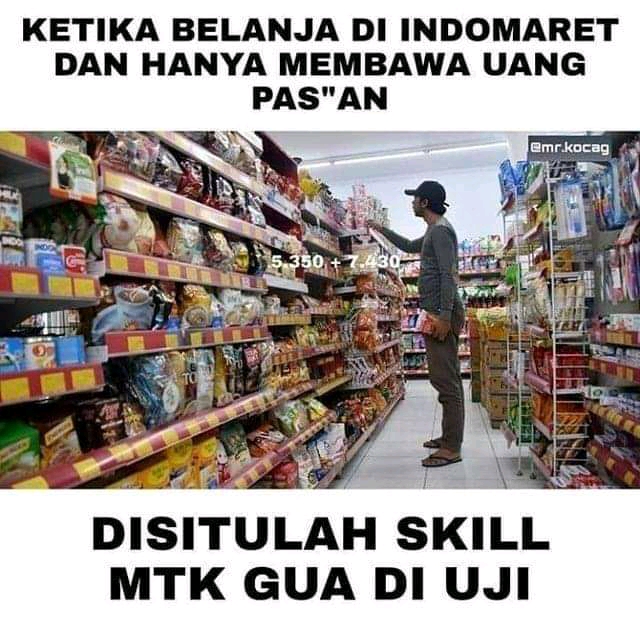 KETIKA BELANJA DI INDOMARET
DAN HANYA MEMBAWA UANG
PAS"AN
@mr.kocag
5.350 + 7.430
DISITULAH SKILL
MTK GUA DI UJI